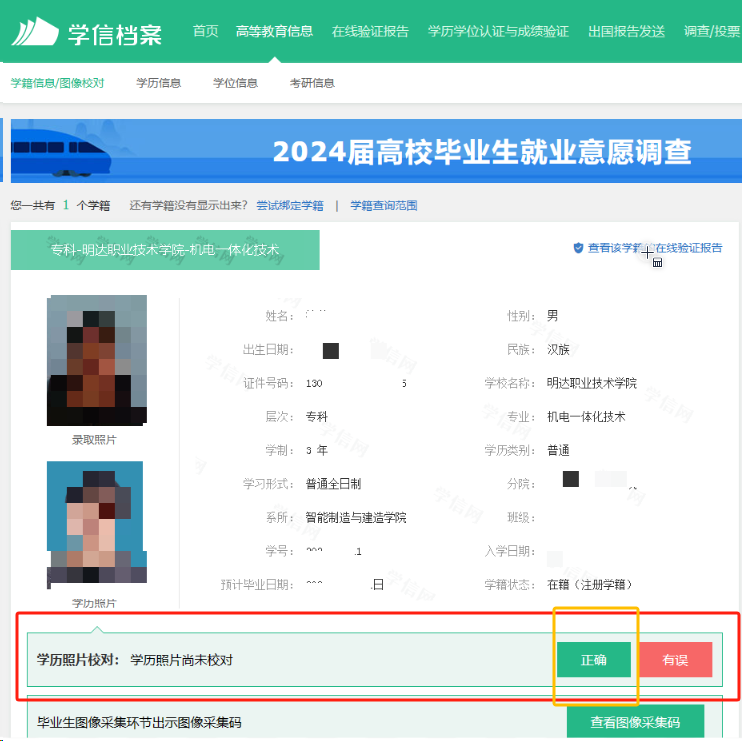 学信档案 首页 高等教育信息 在线验证报告 学历学位认证与成绩验证 出国报告发送 调查/投票
学籍信息/图像校对 学历信息 学位信息 考研信息
2024届高校毕业生就业意愿调查
您一共有 1 个学籍 还有学籍没有显示出来? 尝试绑定学籍 | 学籍查询范围
专科-明达职业技术学院-机电一体化技术
查看该学籍 在线验证报告
姓名:
性别: 男
出生日期:
民族: 汉族
证件号码: 130 5
学校名称: 明达职业技术学院
层次: 专科
专业: 机电一体化技术
录取照片
学制: 3 年
学历类别: 普通
学习形式: 普通全日制
分院:
系所: 智能制造与建造学院
班级:
学号: .1
入学日期:
预计毕业日期: .日
学籍状态: 在籍(注册学籍)
学历照片
学历照片校对: 学历照片尚未校对 正确 有误
毕业生图像采集环节出示图像采集码 查看图像采集码